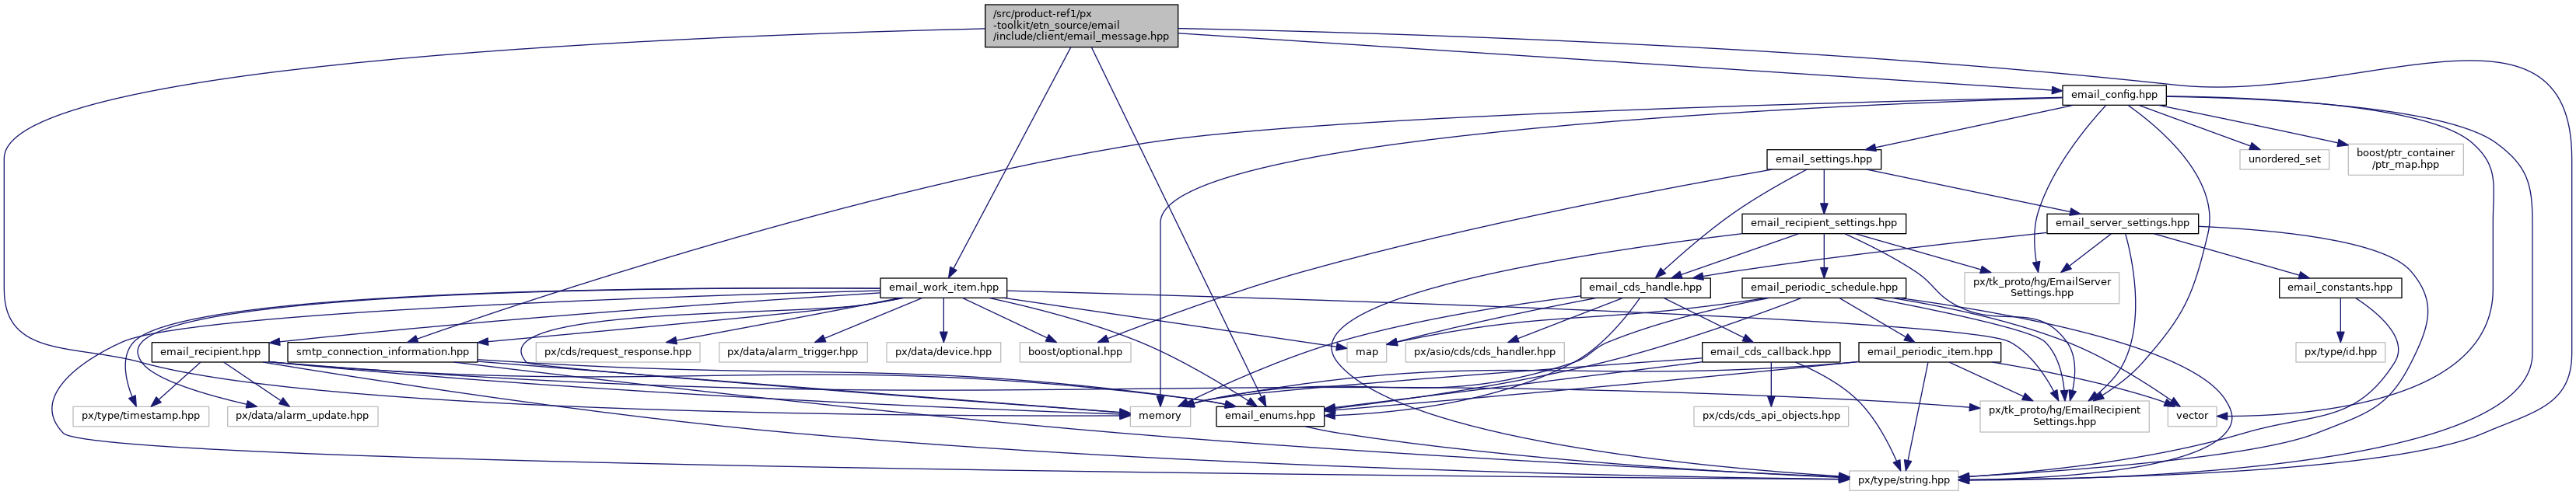 /src/product-ref1/px
-toolkit/etn_source/email
/include/client/email_message.hpp
email_config.hpp
email_settings.hpp
unordered_set
boost/ptr_container
/ptr_map.hpp
email_recipient_settings.hpp
email_server_settings.hpp
email_work_item.hpp
email_cds_handle.hpp
email_periodic_schedule.hpp
px/tk_proto/hg/EmailServer
Settings.hpp
email_constants.hpp
email_recipient.hpp
smtp_connection_information.hpp
px/cds/request_response.hpp
px/data/alarm_trigger.hpp
px/data/device.hpp
boost/optional.hpp
map
px/asio/cds/cds_handler.hpp
email_cds_callback.hpp
email_periodic_item.hpp
px/type/id.hpp
px/type/timestamp.hpp
px/data/alarm_update.hpp
memory
email_enums.hpp
px/cds/cds_api_objects.hpp
px/tk_proto/hg/EmailRecipient
Settings.hpp
vector
px/type/string.hpp